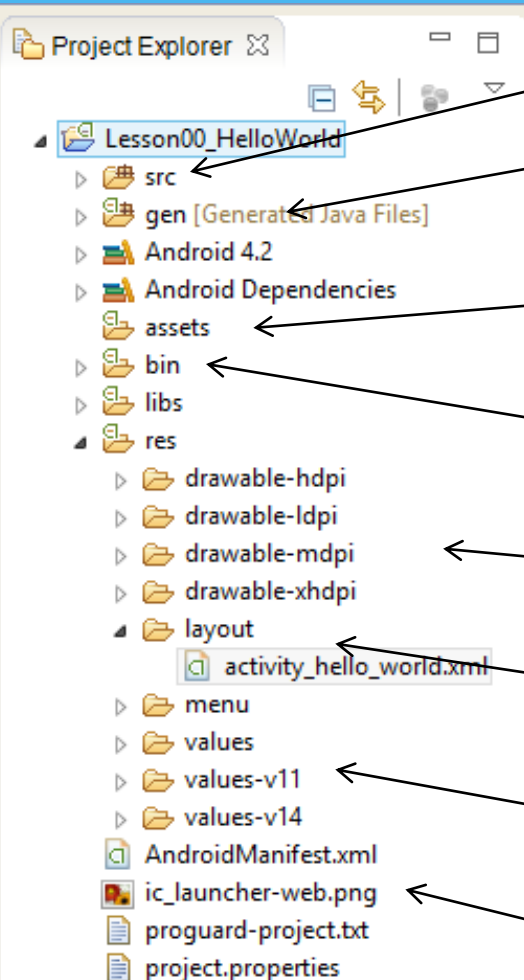 Project Explorer
Lesson00_HelloWorld
src
gen [Generated Java Files]
Android 4.2
Android Dependencies
assets
bin
libs
res
drawable-hdpi
drawable-ldpi
drawable-mdpi
drawable-xhdpi
layout
activity_hello_world.xml
menu
values
values-v11
values-v14
AndroidManifest.xml
ic_launcher-web.png
proguard-project.txt
project.properties